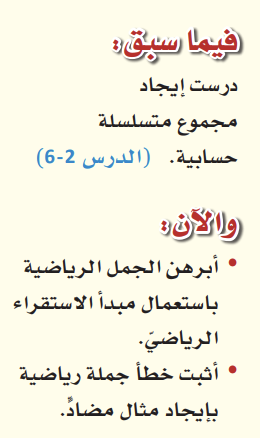 فيما سبق:
درست إيجاد
مجموع متسلسلة
حسابية. (الدرس 2-6)
والآن:
• أبرهن الجمل الرياضية
باستعمال مبدأ الاستقراء
الرياضيّ.
• أثبت خطأ جملة رياضية
بإيجاد مثال مضادٍّ.